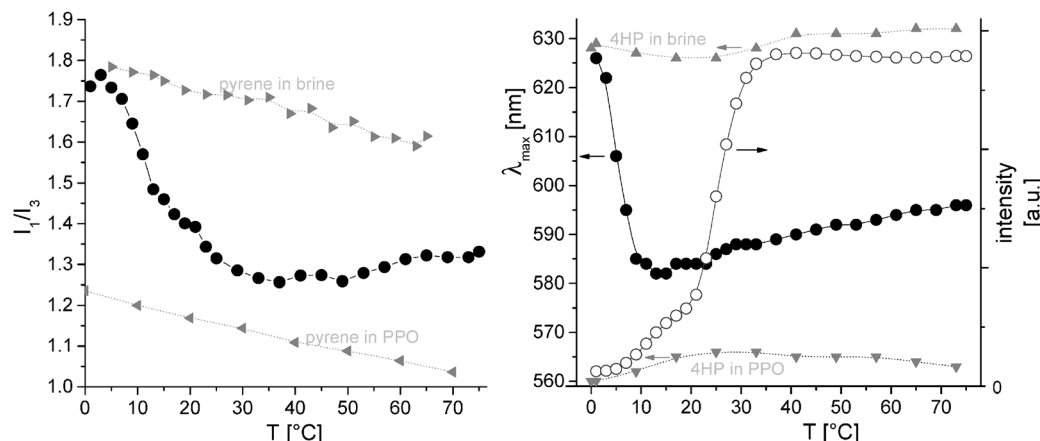 1.9
1.8
1.7
1.6
1.5
1.4
1.3
1.2
1.1
1.0
I1/I3
pyrene in brine
pyrene in PPO
0 10 20 30 40 50 60 70
T [°C]
630
620
610
600
590
580
570
560
λmax [nm]
4HP in brine
4HP in PPO
0
intensity
[a.u.]
0 10 20 30 40 50 60 70
T [°C]